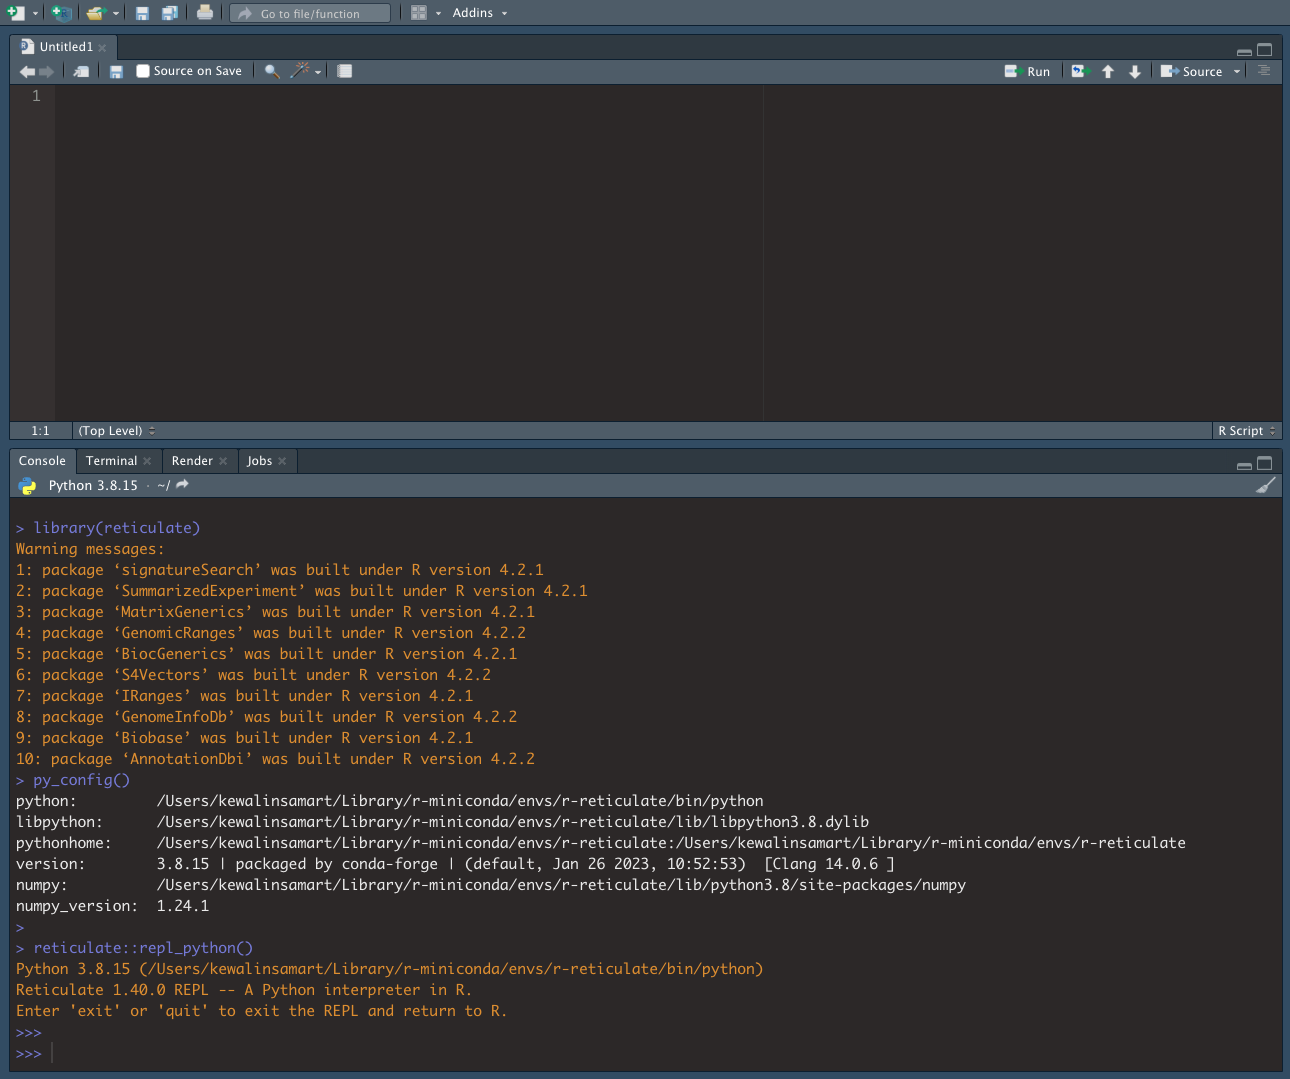 Go to file/function Addins
Untitled1
Source on Save Run Source
1
1:1 (Top Level) R Script
Console Terminal Render Jobs
Python 3.8.15 · ~/
> library(reticulate)
Warning messages:
1: package ‘signatureSearch’ was built under R version 4.2.1
2: package ‘SummarizedExperiment’ was built under R version 4.2.1
3: package ‘MatrixGenerics’ was built under R version 4.2.1
4: package ‘GenomicRanges’ was built under R version 4.2.2
5: package ‘BiocGenerics’ was built under R version 4.2.1
6: package ‘S4Vectors’ was built under R version 4.2.2
7: package ‘IRanges’ was built under R version 4.2.1
8: package ‘GenomeInfoDb’ was built under R version 4.2.2
9: package ‘Biobase’ was built under R version 4.2.1
10: package ‘AnnotationDbi’ was built under R version 4.2.2
> py_config()
python:         /Users/kewalinsamart/Library/r-miniconda/envs/r-reticulate/bin/python
libpython:      /Users/kewalinsamart/Library/r-miniconda/envs/r-reticulate/lib/libpython3.8.dylib
pythonhome:     /Users/kewalinsamart/Library/r-miniconda/envs/r-reticulate:/Users/kewalinsamart/Library/r-miniconda/envs/r-reticulate
version:        3.8.15 | packaged by conda-forge | (default, Jan 26 2023, 10:52:53)  [Clang 14.0.6 ]
numpy:          /Users/kewalinsamart/Library/r-miniconda/envs/r-reticulate/lib/python3.8/site-packages/numpy
numpy_version:  1.24.1
>
> reticulate::repl_python()
Python 3.8.15 (/Users/kewalinsamart/Library/r-miniconda/envs/r-reticulate/bin/python)
Reticulate 1.40.0 REPL -- A Python interpreter in R.
Enter 'exit' or 'quit' to exit the REPL and return to R.
>>>
>>>